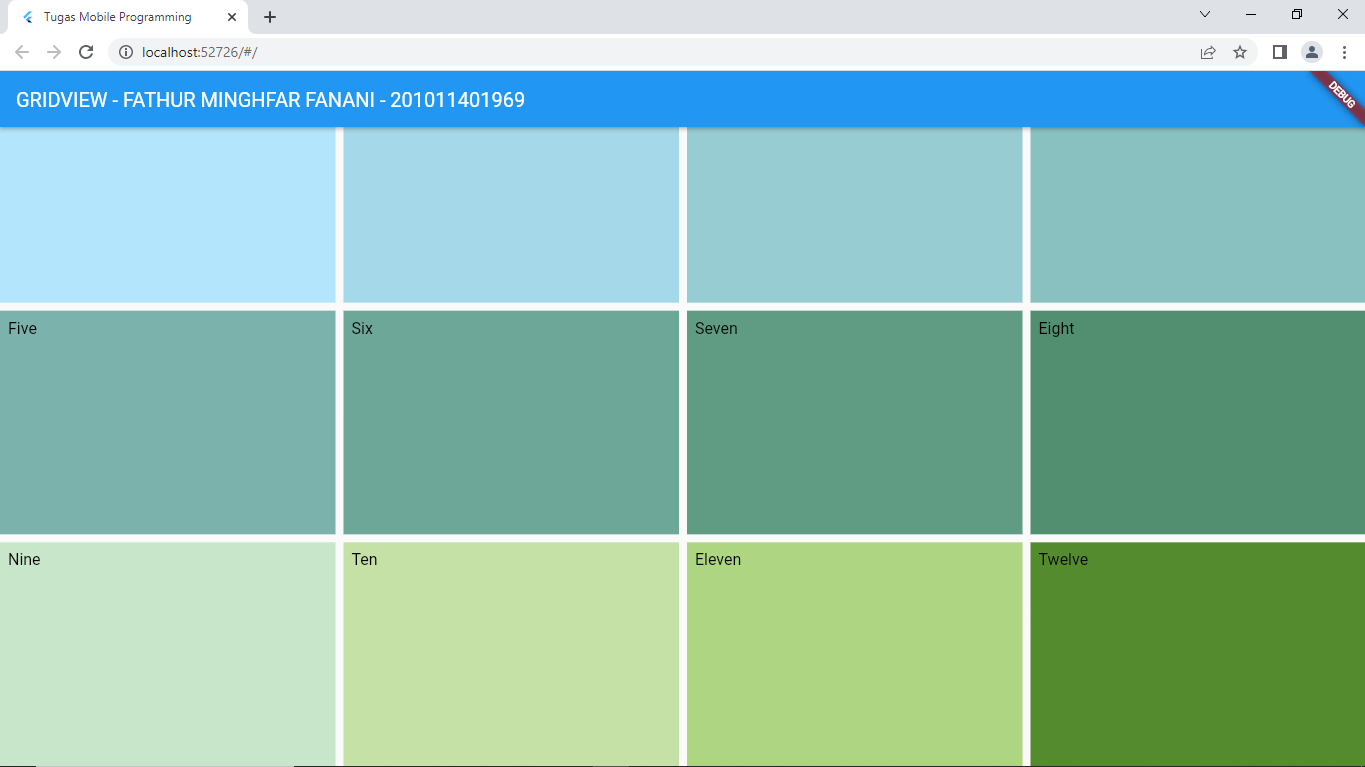 Tugas Mobile Programming
localhost:52726/#/
GRIDVIEW - FATHUR MINGHFAR FANANI - 201011401969
DEBUG
Five
Six
Seven
Eight
Nine
Ten
Eleven
Twelve